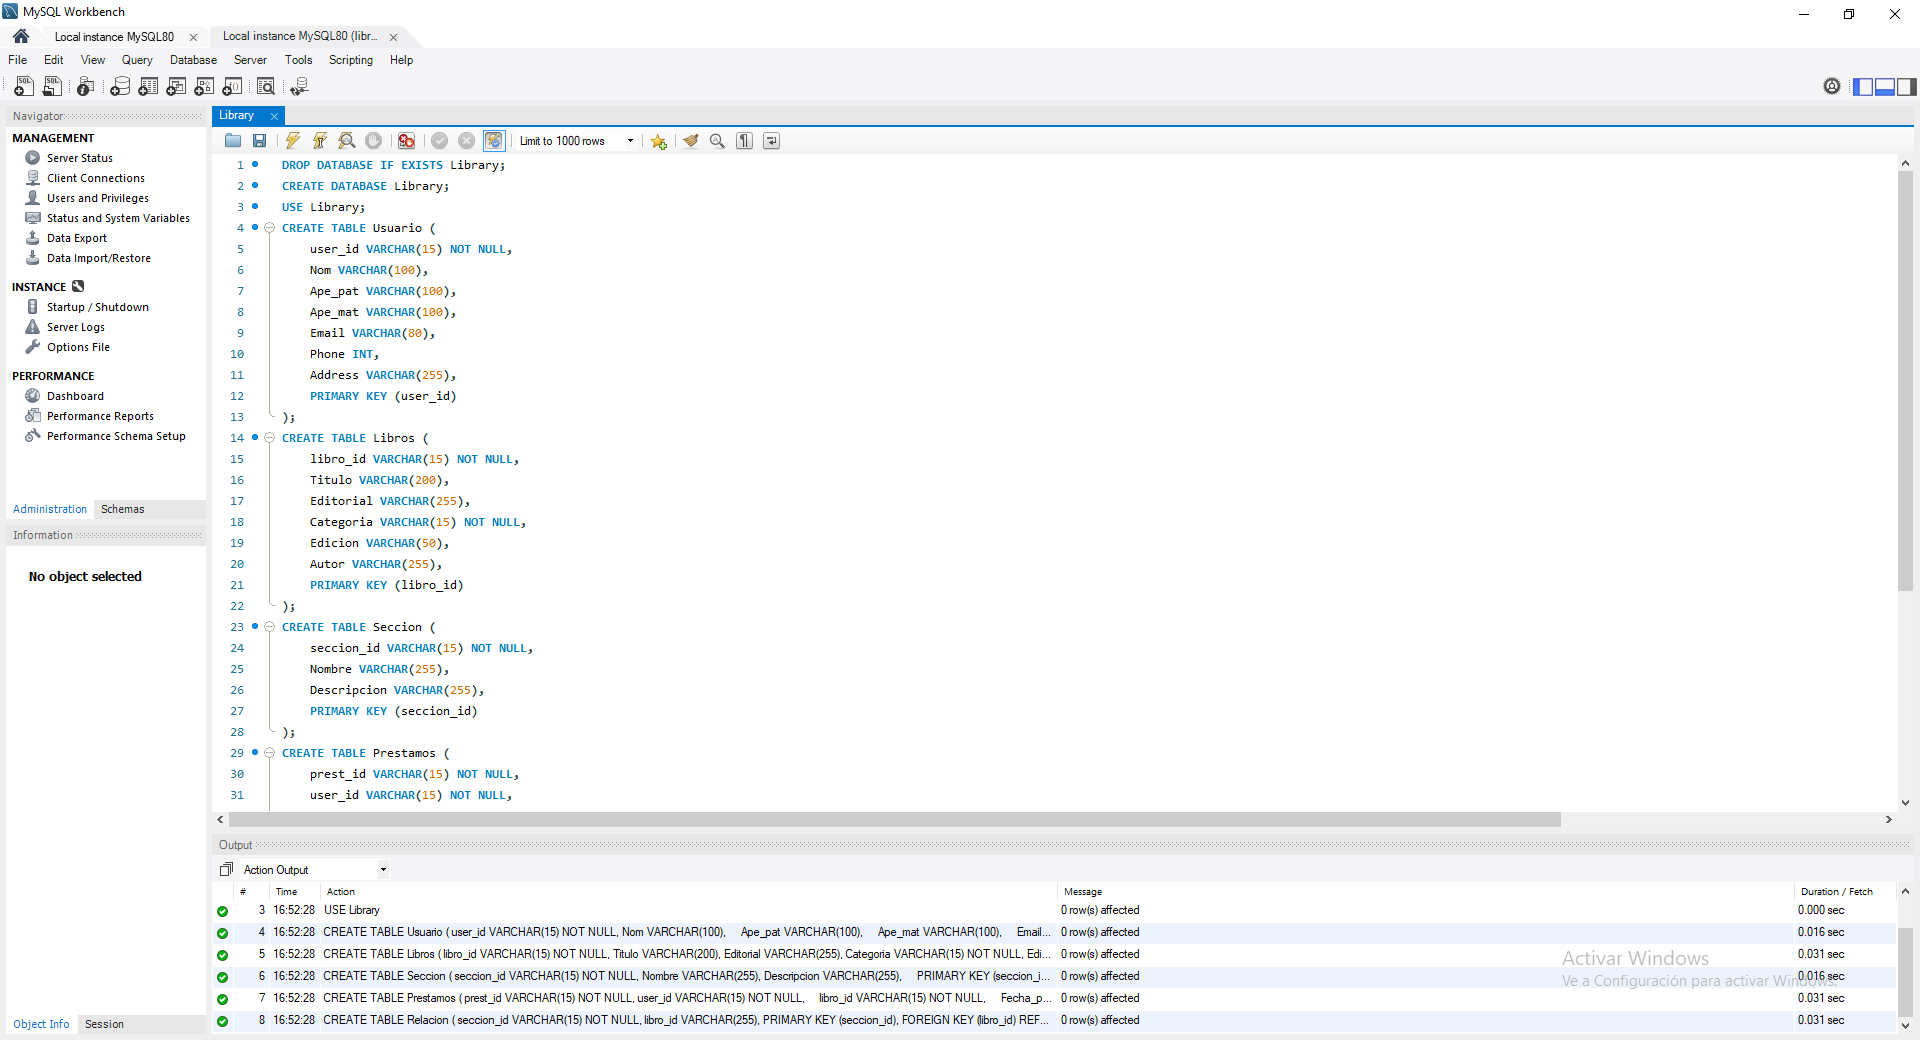 MySQL Workbench
Local instance MySQL80
Local instance MySQL80 (libr...
File Edit View Query Database Server Tools Scripting Help
Navigator
MANAGEMENT
Server Status
Client Connections
Users and Privileges
Status and System Variables
Data Export
Data Import/Restore
INSTANCE
Startup / Shutdown
Server Logs
Options File
PERFORMANCE
Dashboard
Performance Reports
Performance Schema Setup
Administration Schemas
Information
No object selected
Object Info Session
Library
Limit to 1000 rows
1 DROP DATABASE IF EXISTS Library;
2 CREATE DATABASE Library;
3 USE Library;
4 CREATE TABLE Usuario (
5 user_id VARCHAR(15) NOT NULL,
6 Nom VARCHAR(100),
7 Ape_pat VARCHAR(100),
8 Ape_mat VARCHAR(100),
9 Email VARCHAR(80),
10 Phone INT,
11 Address VARCHAR(255),
12 PRIMARY KEY (user_id)
13 );
14 CREATE TABLE Libros (
15 libro_id VARCHAR(15) NOT NULL,
16 Titulo VARCHAR(200),
17 Editorial VARCHAR(255),
18 Categoria VARCHAR(15) NOT NULL,
19 Edicion VARCHAR(50),
20 Autor VARCHAR(255),
21 PRIMARY KEY (libro_id)
22 );
23 CREATE TABLE Seccion (
24 seccion_id VARCHAR(15) NOT NULL,
25 Nombre VARCHAR(255),
26 Descripcion VARCHAR(255),
27 PRIMARY KEY (seccion_id)
28 );
29 CREATE TABLE Prestamos (
30 prest_id VARCHAR(15) NOT NULL,
31 user_id VARCHAR(15) NOT NULL,
Output
Action Output
# Time Action Message Duration / Fetch
3 16:52:28 USE Library 0 row(s) affected 0.000 sec
4 16:52:28 CREATE TABLE Usuario ( user_id VARCHAR(15) NOT NULL, Nom VARCHAR(100), Ape_pat VARCHAR(100), Ape_mat VARCHAR(100), Email... 0 row(s) affected 0.016 sec
5 16:52:28 CREATE TABLE Libros ( libro_id VARCHAR(15) NOT NULL, Titulo VARCHAR(200), Editorial VARCHAR(255), Categoria VARCHAR(15) NOT NULL, Edi... 0 row(s) affected 0.031 sec
6 16:52:28 CREATE TABLE Seccion ( seccion_id VARCHAR(15) NOT NULL, Nombre VARCHAR(255), Descripcion VARCHAR(255), PRIMARY KEY (seccion_i... 0 row(s) affected 0.016 sec
7 16:52:28 CREATE TABLE Prestamos ( prest_id VARCHAR(15) NOT NULL, user_id VARCHAR(15) NOT NULL, libro_id VARCHAR(15) NOT NULL, Fecha_p... 0 row(s) affected 0.031 sec
8 16:52:28 CREATE TABLE Relacion ( seccion_id VARCHAR(15) NOT NULL, libro_id VARCHAR(255), PRIMARY KEY (seccion_id), FOREIGN KEY (libro_id) REF... 0 row(s) affected 0.031 sec
Activar Windows
Ve a Configuración para activar Windows.